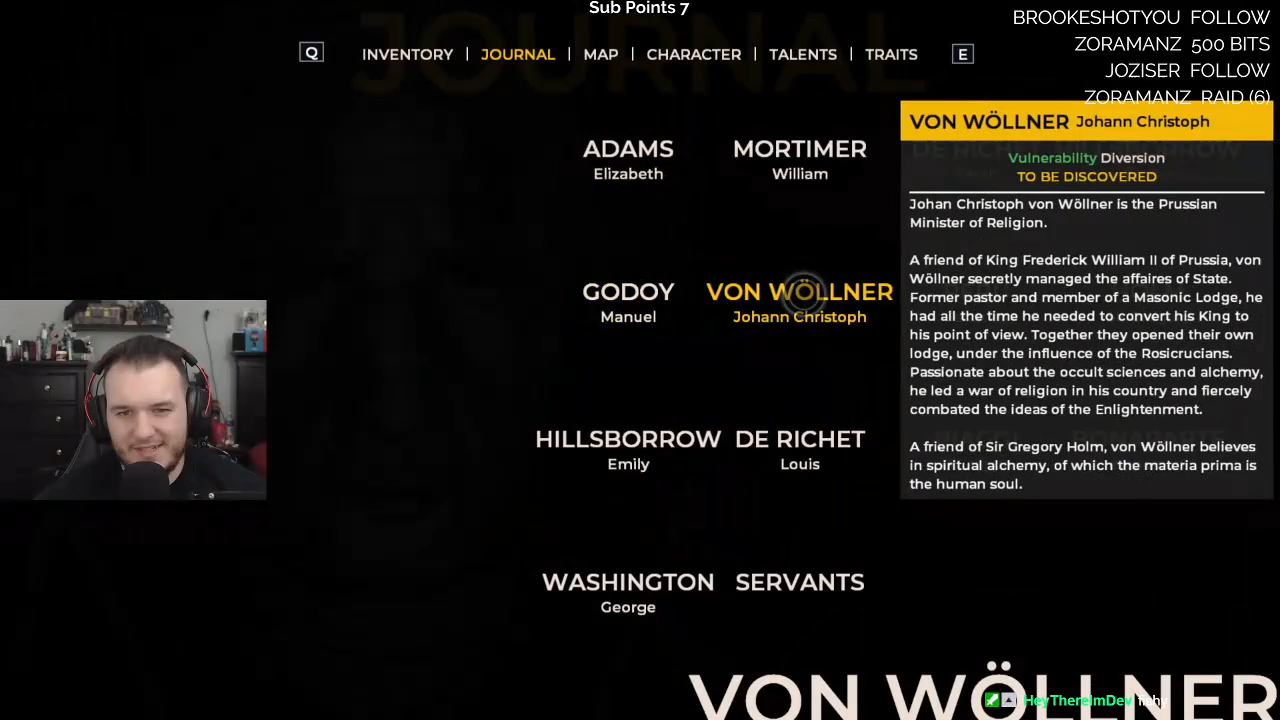 Sub Points 7
BROOKESHOTYOU FOLLOW
ZORAMANZ 500 BITS
JOZISER FOLLOW
ZORAMANZ RAID (6)
JOURNAL
Q
INVENTORY | JOURNAL | MAP | CHARACTER | TALENTS | TRAITS
E
ADAMS
Elizabeth
MORTIMER
William
GODOY
Manuel
VON WÖLLNER
Johann Christoph
HILLSBORROW
Emily
DE RICHET
Louis
WASHINGTON
George
SERVANTS
VON WÖLLNER Johann Christoph
Vulnerability Diversion
TO BE DISCOVERED
Johan Christoph von Wöllner is the Prussian
Minister of Religion.
A friend of King Frederick William II of Prussia, von
Wöllner secretly managed the affaires of State.
Former pastor and member of a Masonic Lodge, he
had all the time he needed to convert his King to
his point of view. Together they opened their own
lodge, under the influence of the Rosicrucians.
Passionate about the occult sciences and alchemy,
he led a war of religion in his country and fiercely
combated the ideas of the Enlightenment.
A friend of Sir Gregory Holm, von Wöllner believes
in spiritual alchemy, of which the materia prima is
the human soul.
VON WÖLLNER
HeyThereImDev fishy